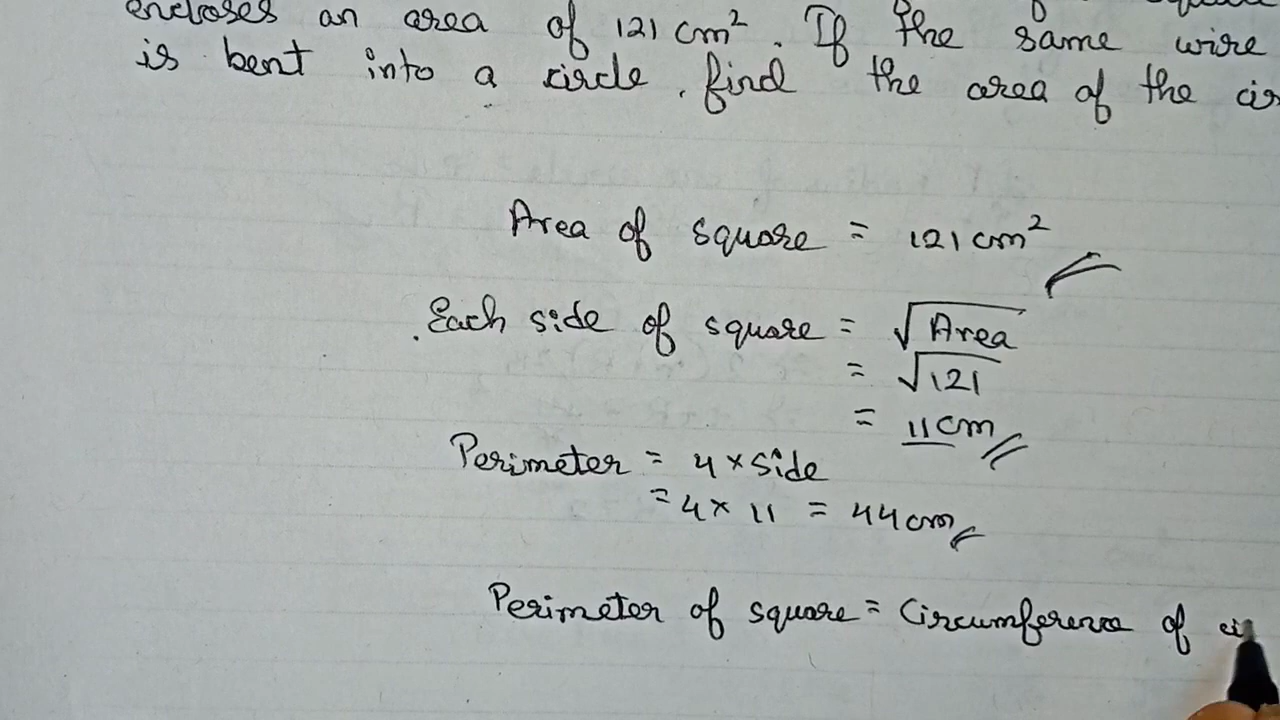 encloses an area of 121 cm². If the same wire
is bent into a circle, find the area of the
Area of square = 121 cm²
Each side of square = √Area
= √121
= 11cm
Perimeter = 4 × side
= 4 × 11 = 44cm
Perimeter of square = Circumference of